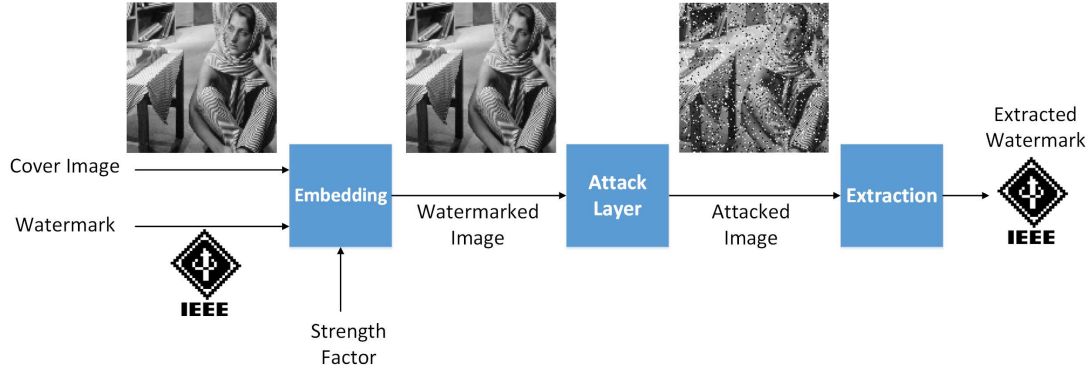 Cover Image
Watermark
IEEE
Embedding
Strength
Factor
Watermarked
Image
Attack
Layer
Attacked
Image
Extraction
Extracted
Watermark
IEEE